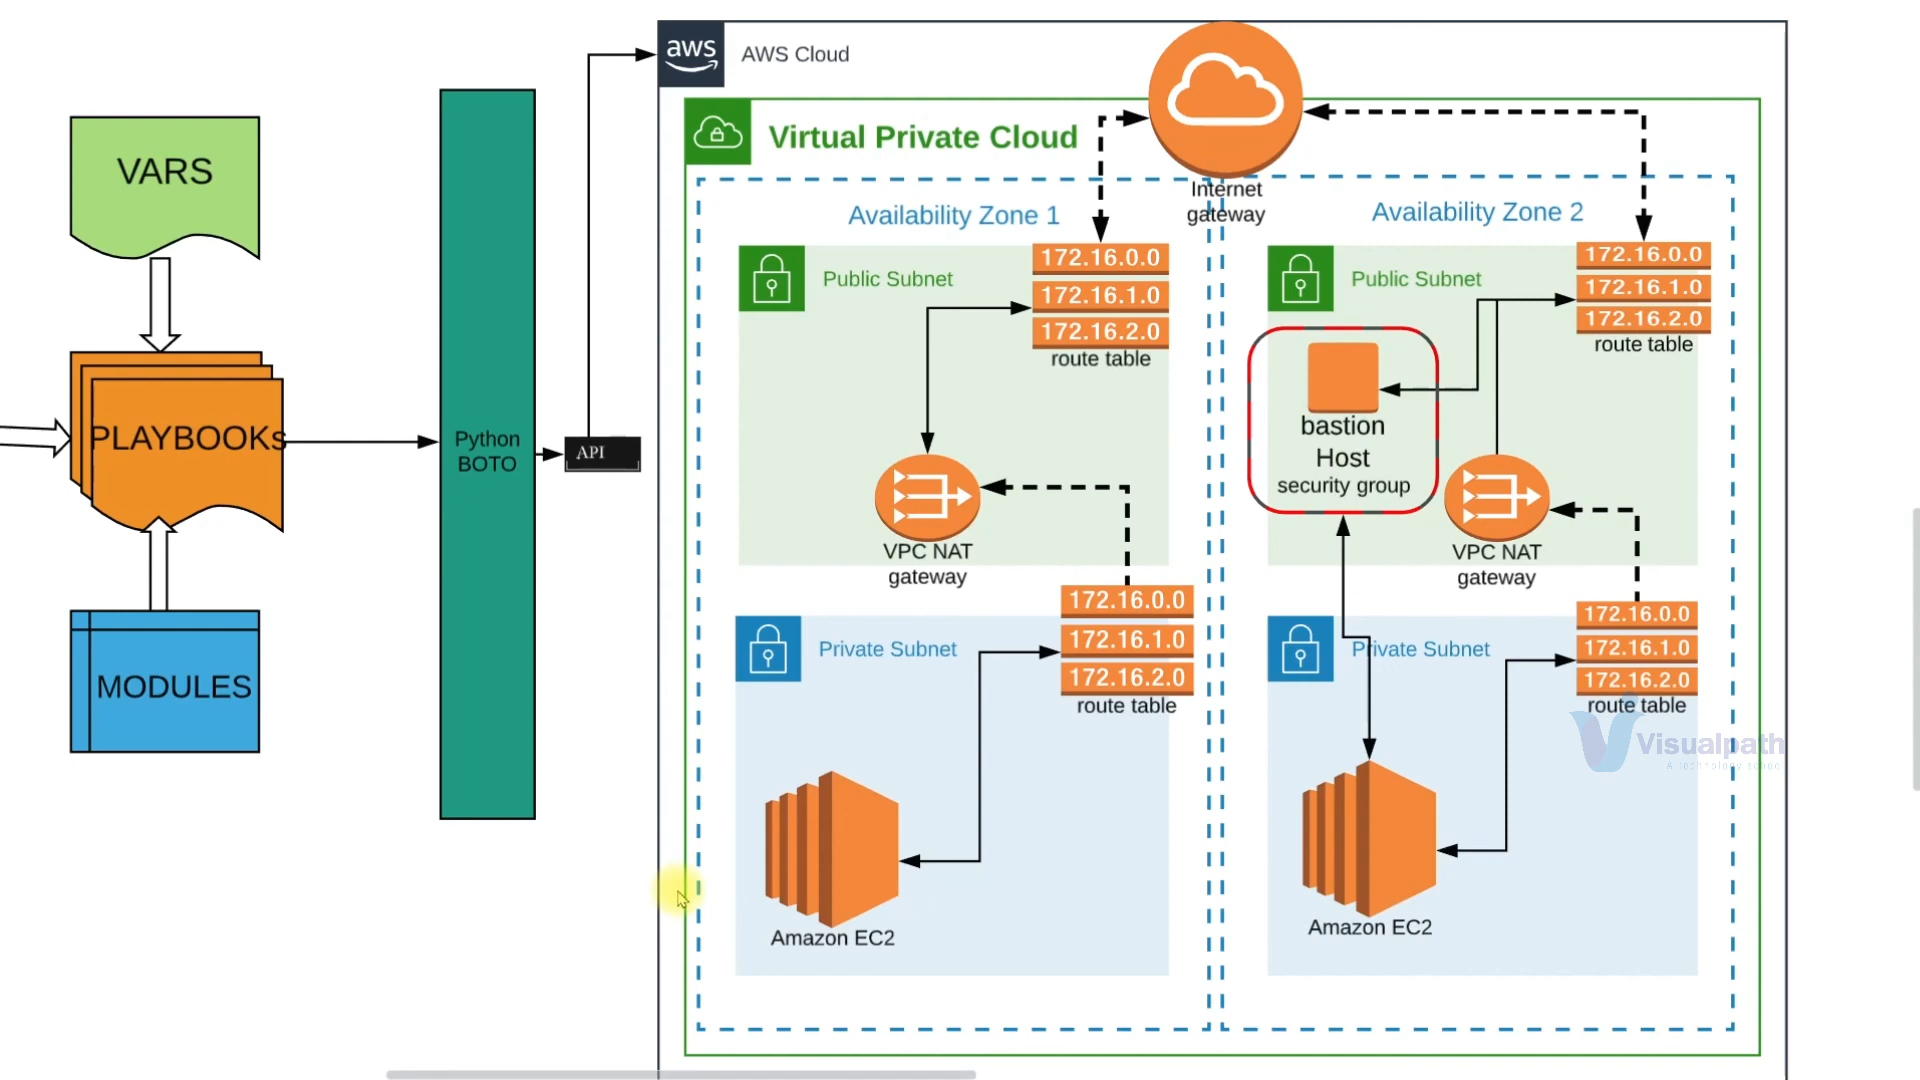 VARS
PLAYBOOKs
MODULES
Python
BOTO
API
aws
AWS Cloud
Virtual Private Cloud
Internet
gateway
Availability Zone 1
Public Subnet
172.16.0.0
172.16.1.0
172.16.2.0
route table
VPC NAT
gateway
Private Subnet
172.16.0.0
172.16.1.0
172.16.2.0
route table
Amazon EC2
Availability Zone 2
Public Subnet
172.16.0.0
172.16.1.0
172.16.2.0
route table
bastion
Host
security group
VPC NAT
gateway
Private Subnet
172.16.0.0
172.16.1.0
172.16.2.0
route table
Amazon EC2
Visualpath